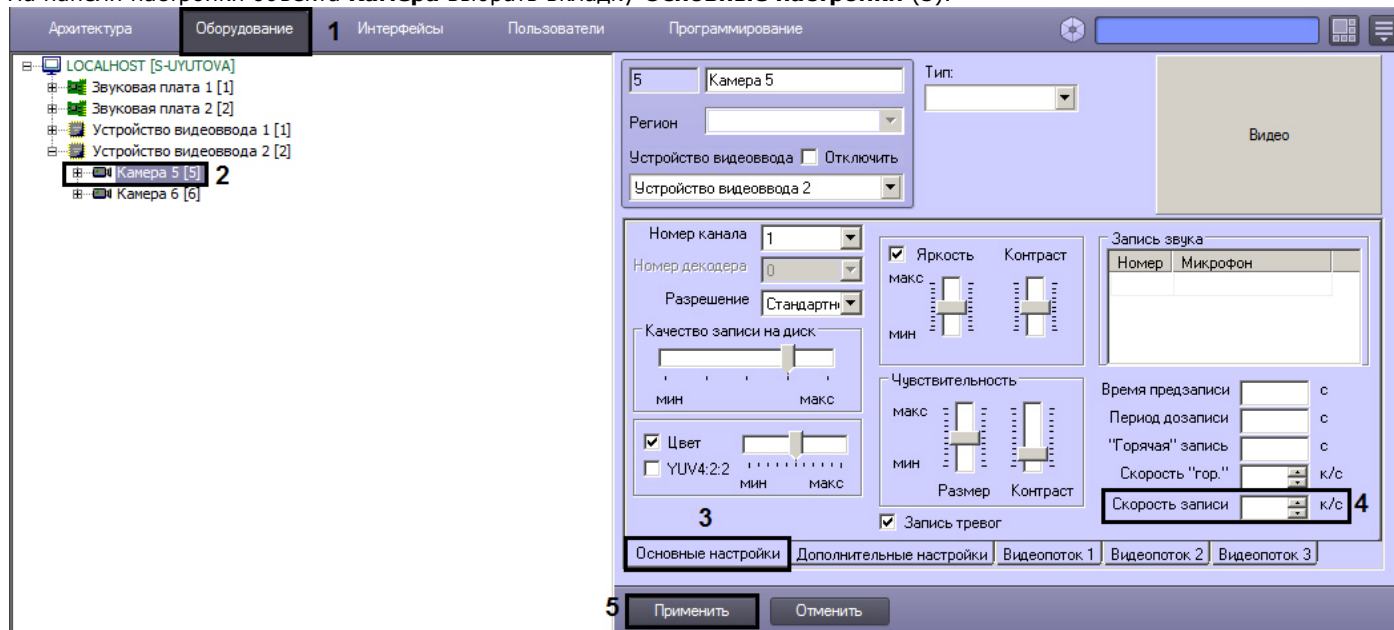 На панели настройки объекта Камера выбрать вкладку Основные настройки (3).
Архитектура Оборудование 1 Интерфейсы Пользователи Программирование
LOCALHOST [S-UYUTOVA]
Звуковая плата 1 [1]
Звуковая плата 2 [2]
Устройство видеоввода 1 [1]
Устройство видеоввода 2 [2]
Камера 5 [5] 2
Камера 6 [6]
5 Камера 5
Тип:
Регион
Устройство видеоввода Отключить
Устройство видеоввода 2
Видео
Номер канала 1
Номер декодера 0
Разрешение Стандартн
Качество записи на диск
мин макс
Цвет
YUV4:2:2
мин макс
Яркость Контраст
макс
мин
Чувствительность
макс
мин
Размер Контраст
Запись тревог
Запись звука
Номер Микрофон
Время предзаписи с
Период дозаписи с
"Горячая" запись с
Скорость "гор." к/с
Скорость записи к/с 4
3
Основные настройки Дополнительные настройки Видеопоток 1 Видеопоток 2 Видеопоток 3
5 Применить Отменить